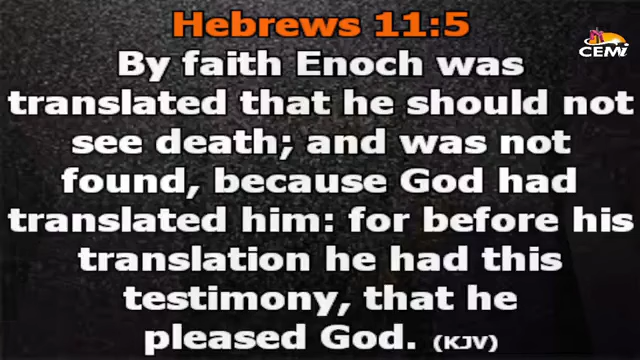 Hebrews 11:5
CEMi
By faith Enoch was
translated that he should not
see death; and was not
found, because God had
translated him: for before his
translation he had this
testimony, that he
pleased God. (KJV)